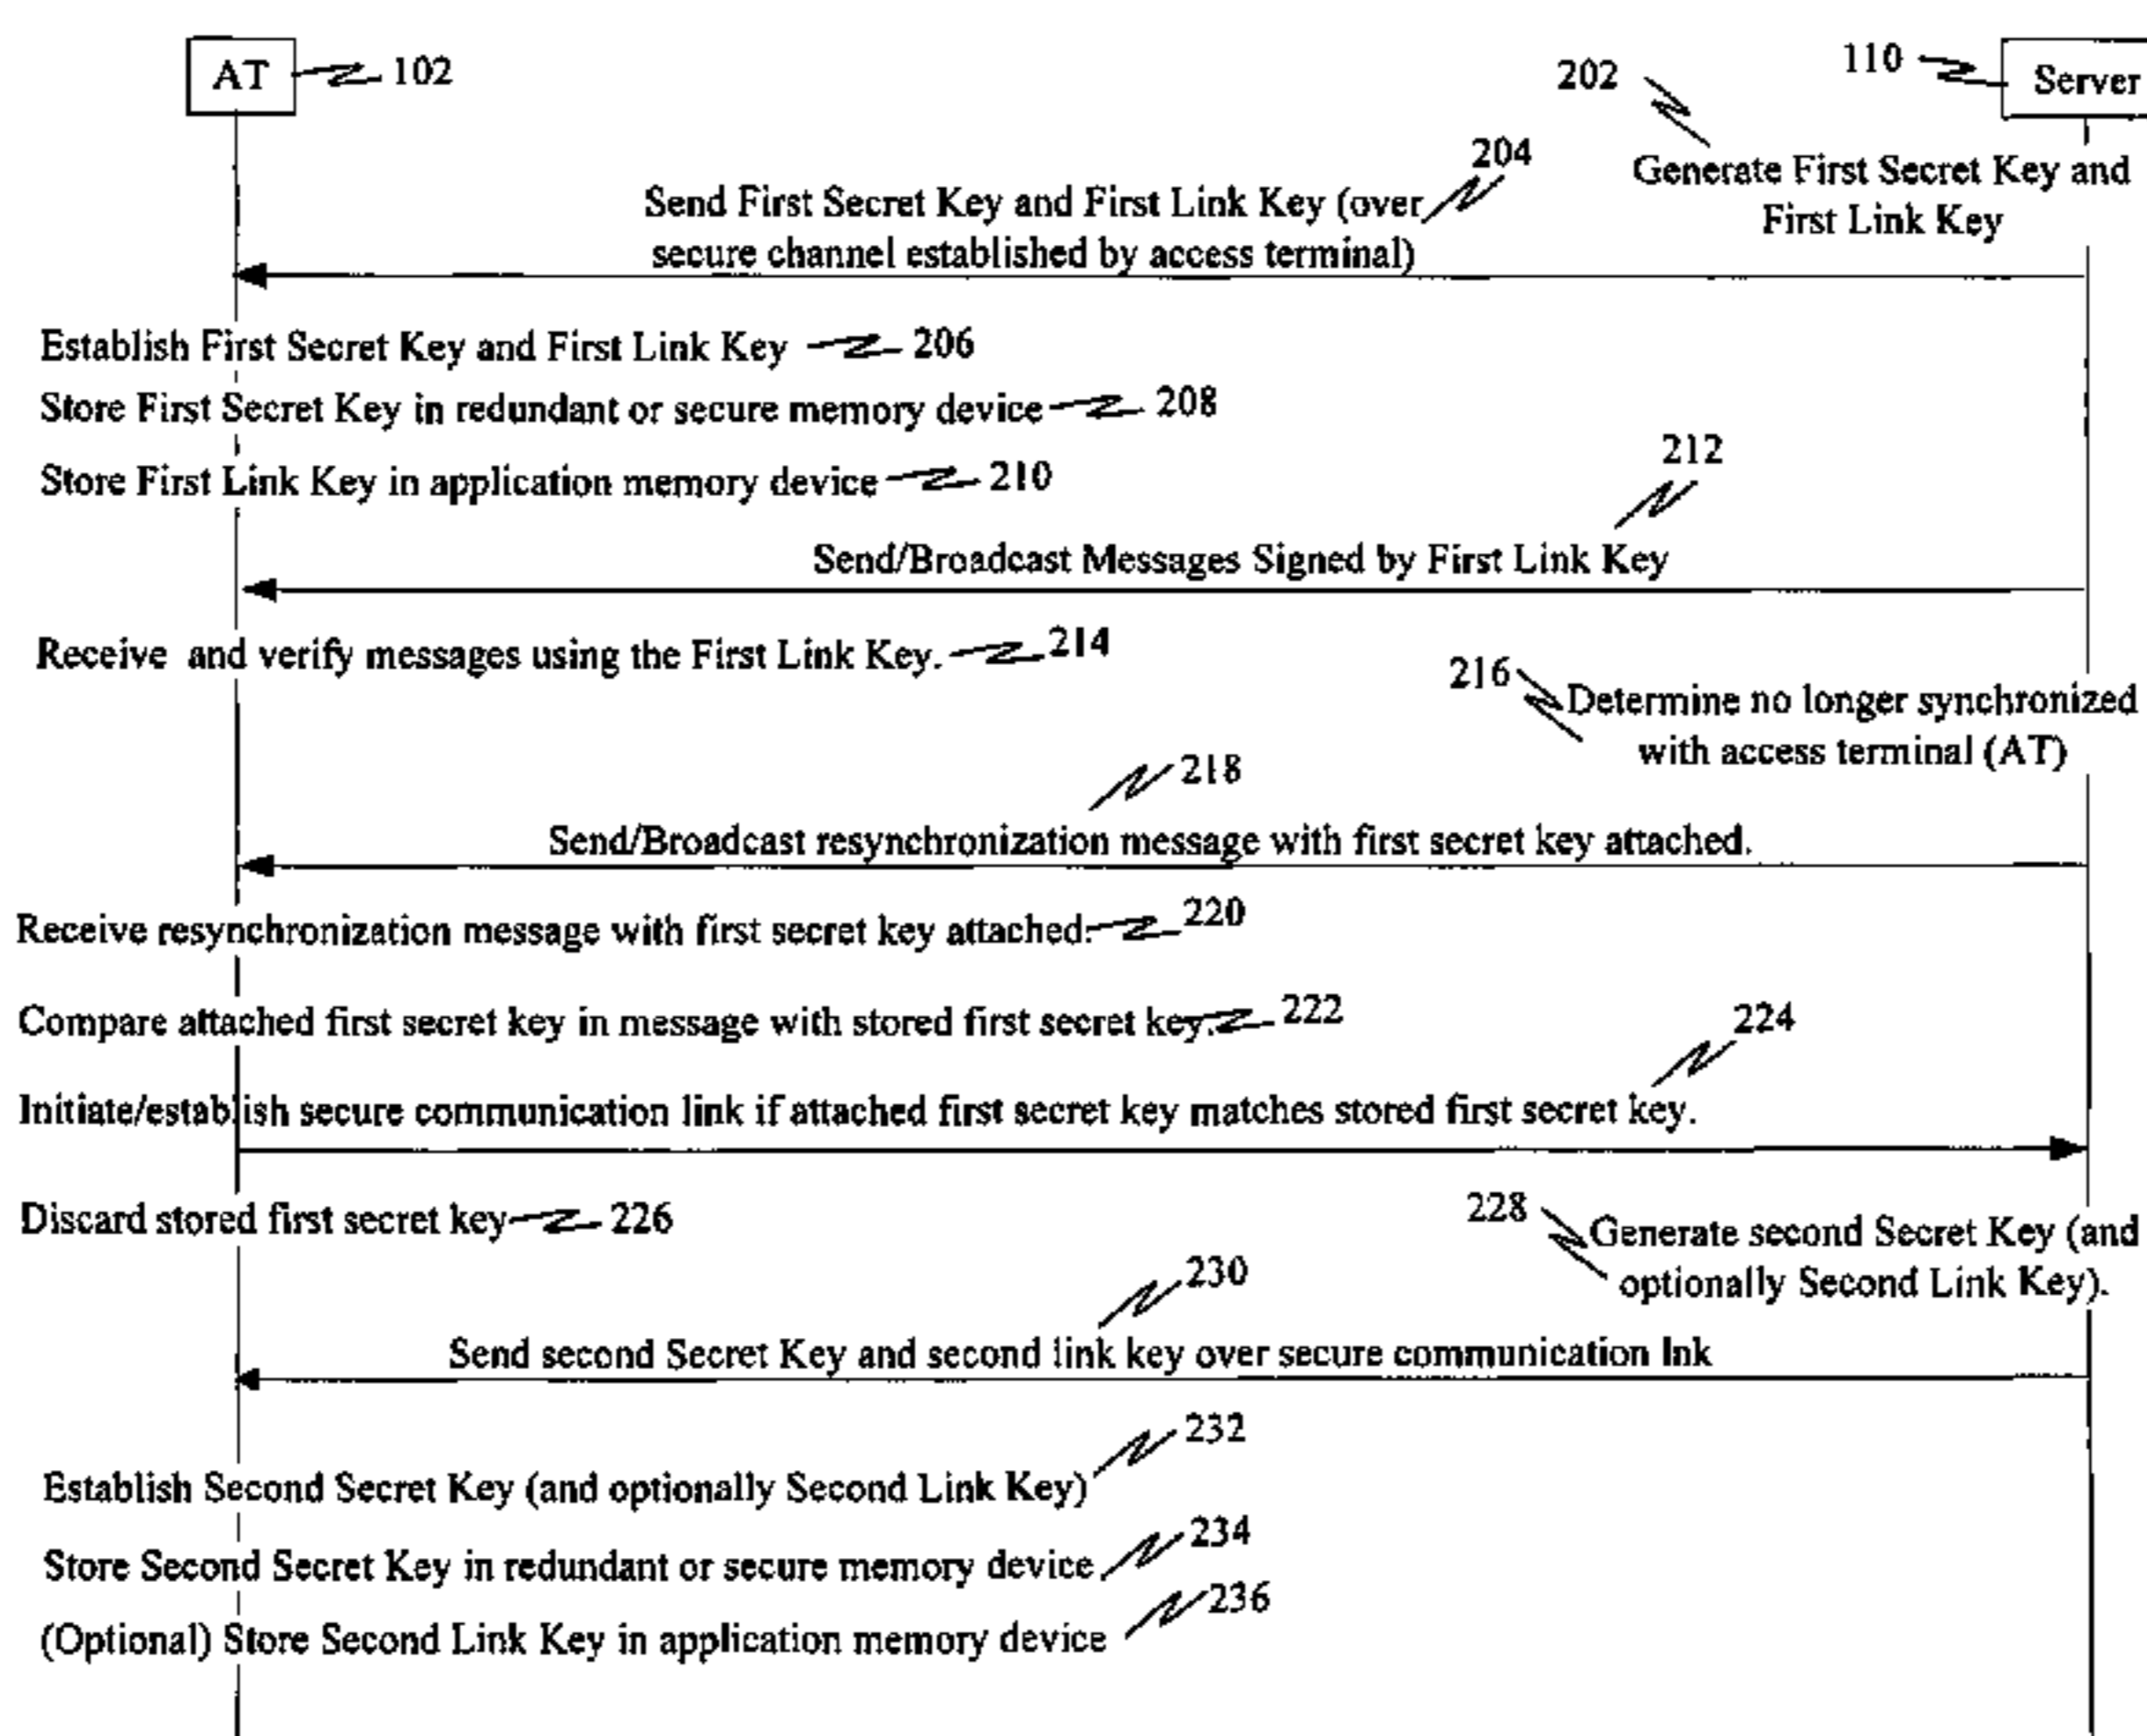 AT
102
110
Server
202
Generate First Secret Key and
First Link Key
204
Send First Secret Key and First Link Key (over
secure channel established by access terminal)
Establish First Secret Key and First Link Key
206
Store First Secret Key in redundant or secure memory device
208
Store First Link Key in application memory device
210
212
Send/Broadcast Messages Signed by First Link Key
Receive and verify messages using the First Link Key.
214
216
Determine no longer synchronized
with access terminal (AT)
218
Send/Broadcast resynchronization message with first secret key attached.
Receive resynchronization message with first secret key attached.
220
Compare attached first secret key in message with stored first secret key.
222
224
Initiate/establish secure communication link if attached first secret key matches stored first secret key.
Discard stored first secret key
226
228
Generate second Secret Key (and
optionally Second Link Key).
230
Send second Secret Key and second link key over secure communication lnk
232
Establish Second Secret Key (and optionally Second Link Key)
234
Store Second Secret Key in redundant or secure memory device
236
(Optional) Store Second Link Key in application memory device